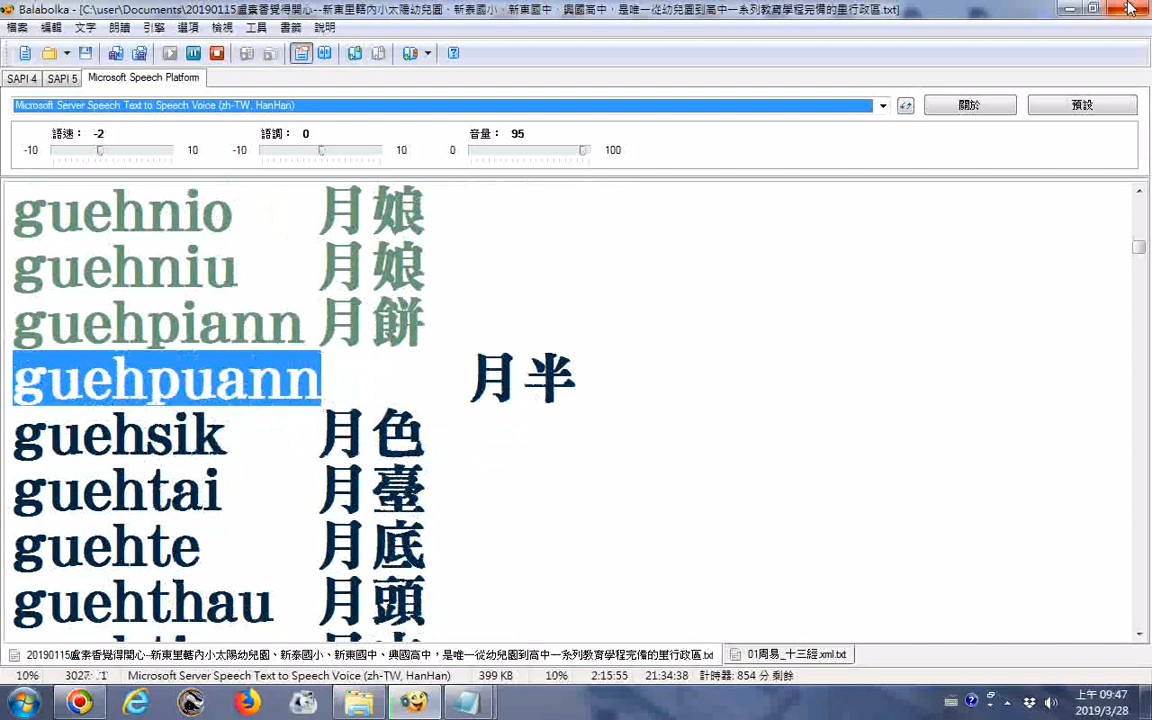 Balabolka - [C:\user\Documents\20190115盧素香覺得開心--新東里轄內小太陽幼兒園、新泰國小、新東國中、興國高中，是唯一從幼兒園到高中一系列教育學程完備的里行政區.txt]
檔案 編輯 文字 朗讀 引擎 選項 檢視 工具 書籤 說明
SAPI 4 SAPI 5 Microsoft Speech Platform
Microsoft Server Speech Text to Speech Voice (zh-TW, HanHan) 關於 預設
語速： -2 語調： 0 音量： 95
-10 10 -10 10 0 100
guehnio 月娘
guehniu 月娘
guehpiann 月餅
guehpuann 月半
guehsik 月色
guehtai 月臺
guehte 月底
guehthau 月頭
20190115盧素香覺得開心--新東里轄內小太陽幼兒園、新泰國小、新東國中、興國高中，是唯一從幼兒園到高中一系列教育學程完備的里行政區.txt 01周易_十三經.xml.txt
10% Microsoft Server Speech Text to Speech Voice (zh-TW, HanHan) 399 KB 10% 2:15:55 21:34:38 計時器: 854 分 剩餘
上午 09:47
2019/3/28